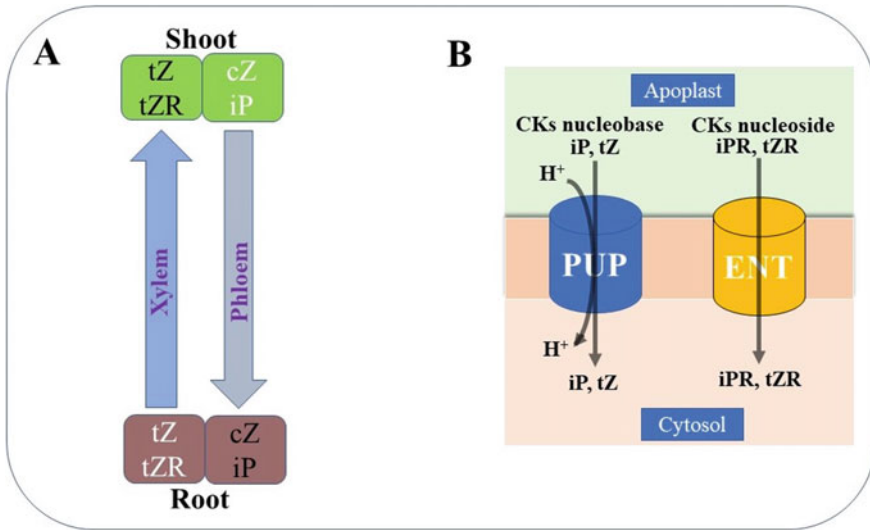 A
Shoot
tZ
tZR
cZ
iP
Xylem
Phloem
tZ
tZR
cZ
iP
Root
B
Apoplast
CKs nucleobase
iP, tZ
CKs nucleoside
iPR, tZR
H+
PUP
ENT
H+
iP, tZ
iPR, tZR
Cytosol